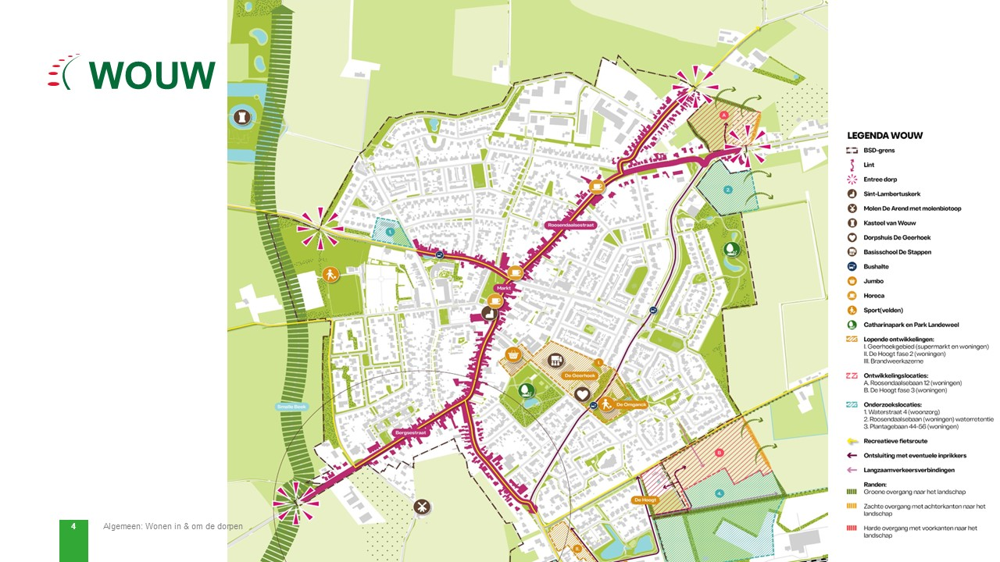 WOUW
A
2.
1.
Roosendaalsestraat
Markt
I.
De Geerhoek
De Omganck
Smalle Beek
Bergsestraat
B
De Hoogt
4.
II.
4
Algemeen: Wonen in & om de dorpen
LEGENDA WOUW
BSD-grens
Lint
Entree dorp
Sint-Lambertuskerk
Molen De Arend met molenbiotoop
Kasteel van Wouw
Dorpshuis De Geerhoek
Basisschool De Stappen
Bushalte
Jumbo
Horeca
Sport(velden)
Catharinapark en Park Landeweel
Lopende ontwikkelingen:
I. Geerhoekgebied (supermarkt en woningen)
II. De Hoogt fase 2 (woningen)
III. Brandweerkazerne
Ontwikkelingslocaties:
A. Roosendaalsebaan 12 (woningen)
B. De Hoogt fase 3 (woningen)
Onderzoekslocaties:
1. Waterstraat 4 (woonzorg)
2. Roosendaalsebaan (woningen) waterretentie
3. Plantagebaan 44-56 (woningen)
Recreatieve fietsroute
Ontsluiting met eventuele inprikkers
Langzaamverkeersverbindingen
Randen:
Groene overgang naar het landschap
Zachte overgang met achterkanten naar het
landschap
Harde overgang met voorkanten naar het
landschap